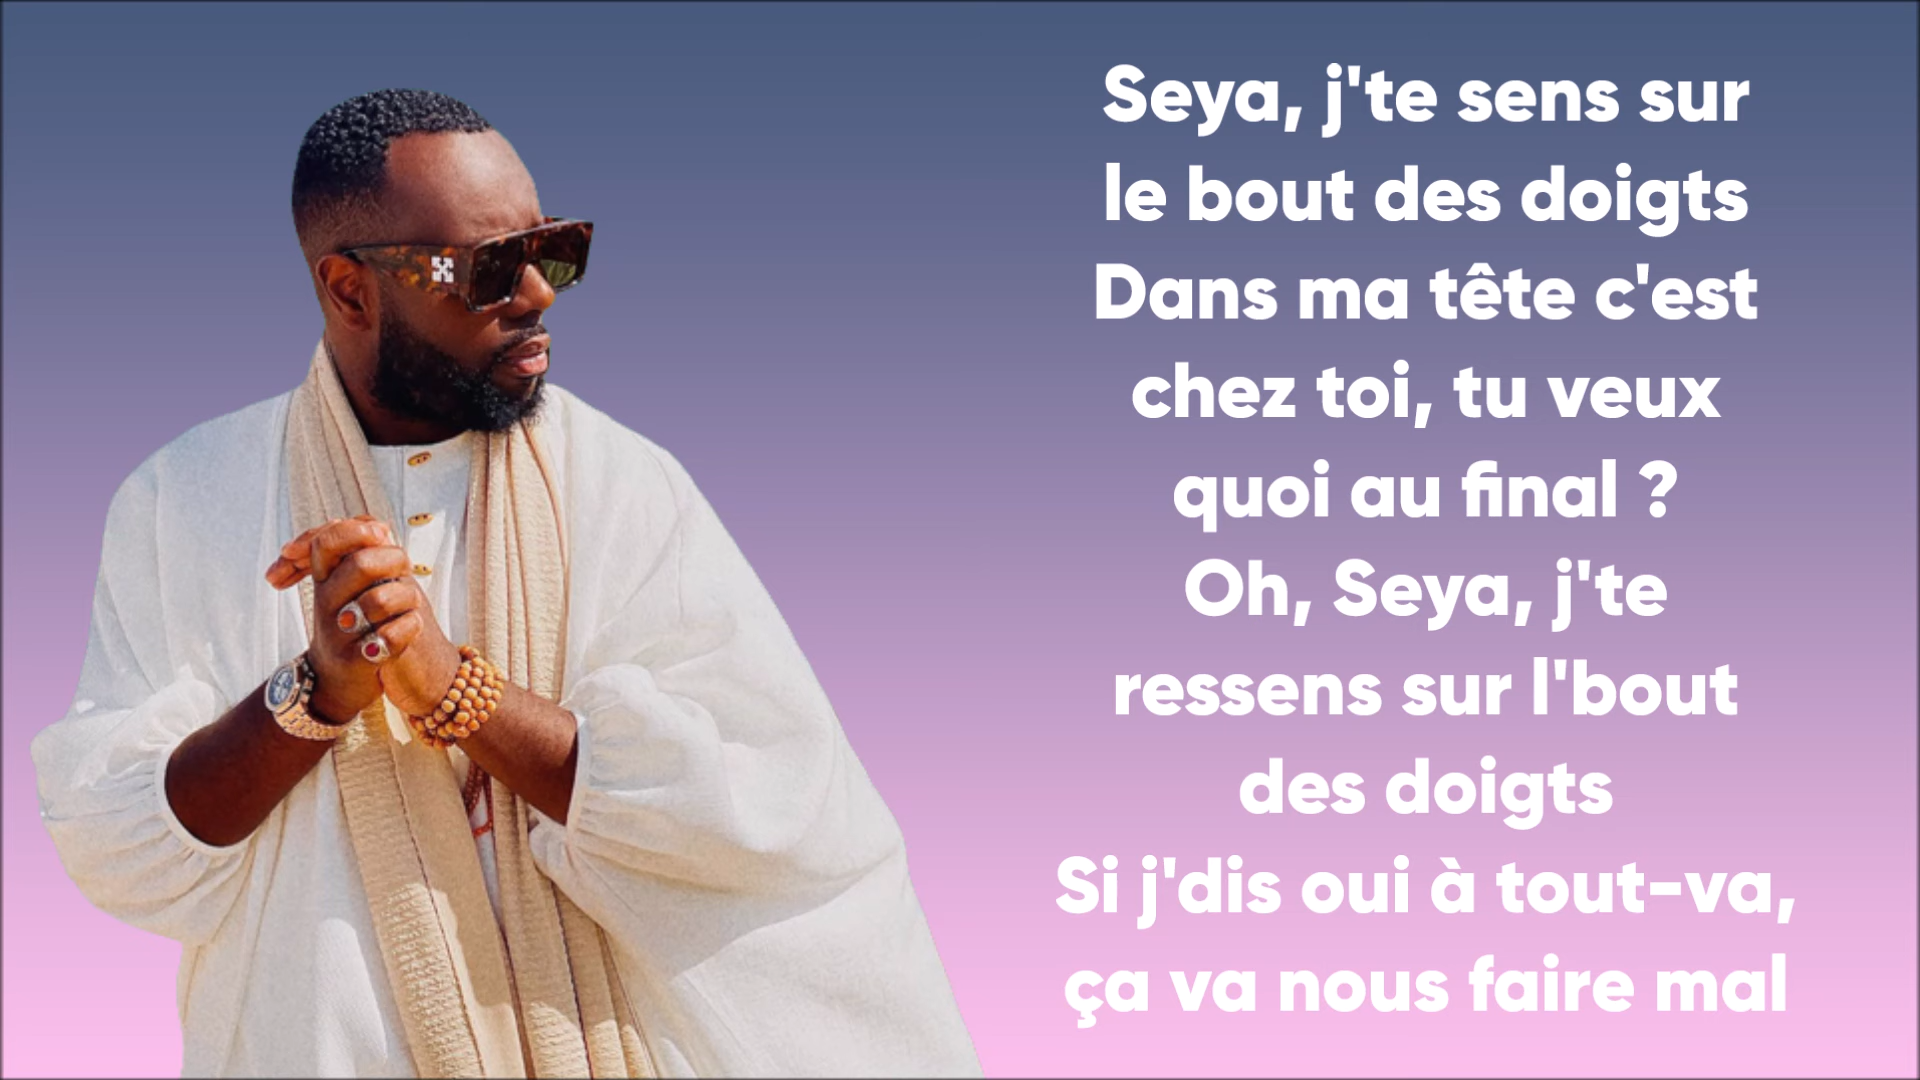 Seya, j'te sens sur
le bout des doigts
Dans ma tête c'est
chez toi, tu veux
quoi au final ?
Oh, Seya, j'te
ressens sur l'bout
des doigts
Si j'dis oui à tout-va,
ça va nous faire mal